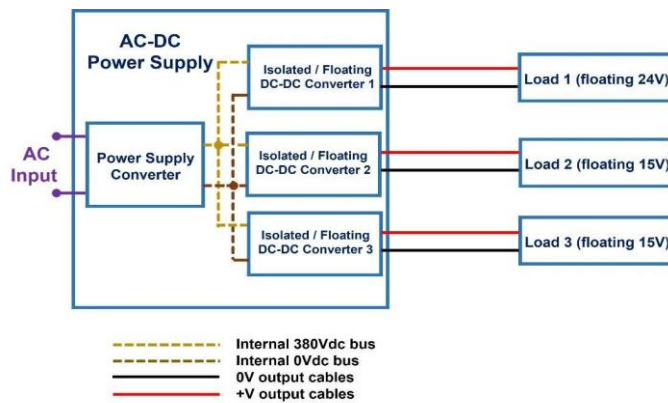 AC-DC
Power Supply
AC
Input
Power Supply
Converter
Isolated / Floating
DC-DC Converter 1
Isolated / Floating
DC-DC Converter 2
Isolated / Floating
DC-DC Converter 3
Load 1 (floating 24V)
Load 2 (floating 15V)
Load 3 (floating 15V)
Internal 380Vdc bus
Internal 0Vdc bus
0V output cables
+V output cables